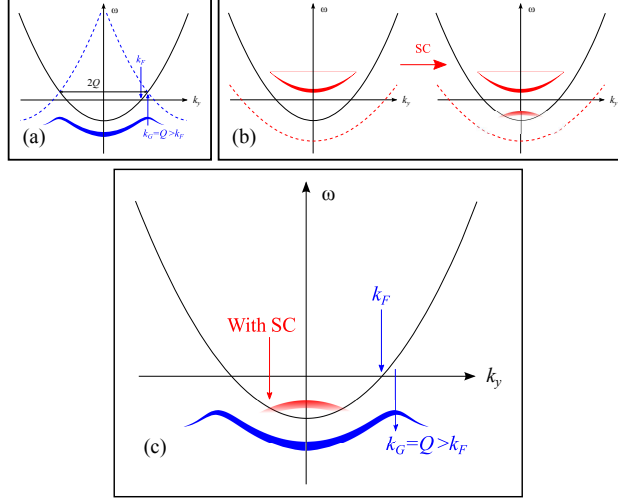 ω
k_F
2Q
k_y
k_G=Q>k_F
(a)
ω
k_y
(b)
SC
ω
k_y
ω
k_F
With SC
k_y
k_G=Q>k_F
(c)